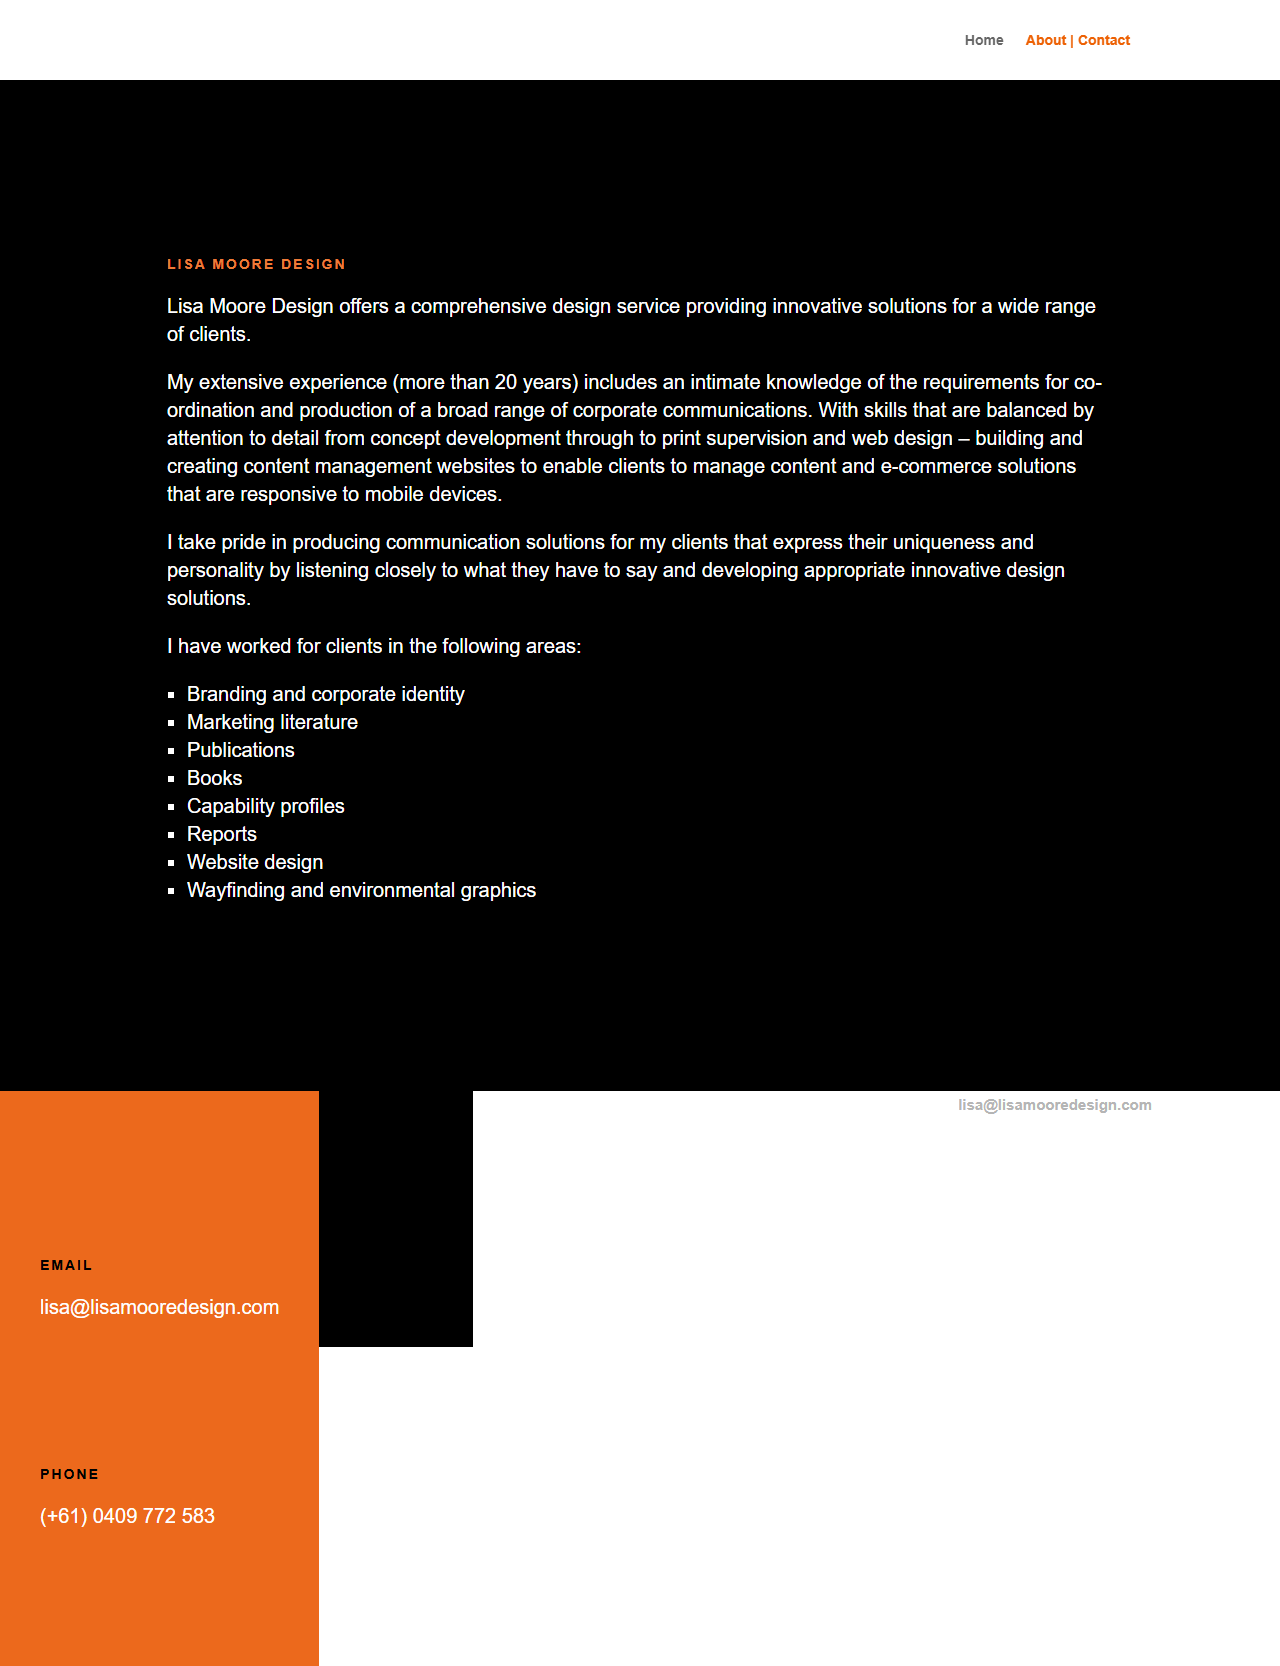 Home
About | Contact
LISA MOORE DESIGN
Lisa Moore Design offers a comprehensive design service providing innovative solutions for a wide range
of clients.
My extensive experience (more than 20 years) includes an intimate knowledge of the requirements for co-
ordination and production of a broad range of corporate communications. With skills that are balanced by
attention to detail from concept development through to print supervision and web design – building and
creating content management websites to enable clients to manage content and e-commerce solutions
that are responsive to mobile devices.
I take pride in producing communication solutions for my clients that express their uniqueness and
personality by listening closely to what they have to say and developing appropriate innovative design
solutions.
I have worked for clients in the following areas:
▪ Branding and corporate identity
▪ Marketing literature
▪ Publications
▪ Books
▪ Capability profiles
▪ Reports
▪ Website design
▪ Wayfinding and environmental graphics
lisa@lisamooredesign.com
EMAIL
lisa@lisamooredesign.com
PHONE
(+61) 0409 772 583